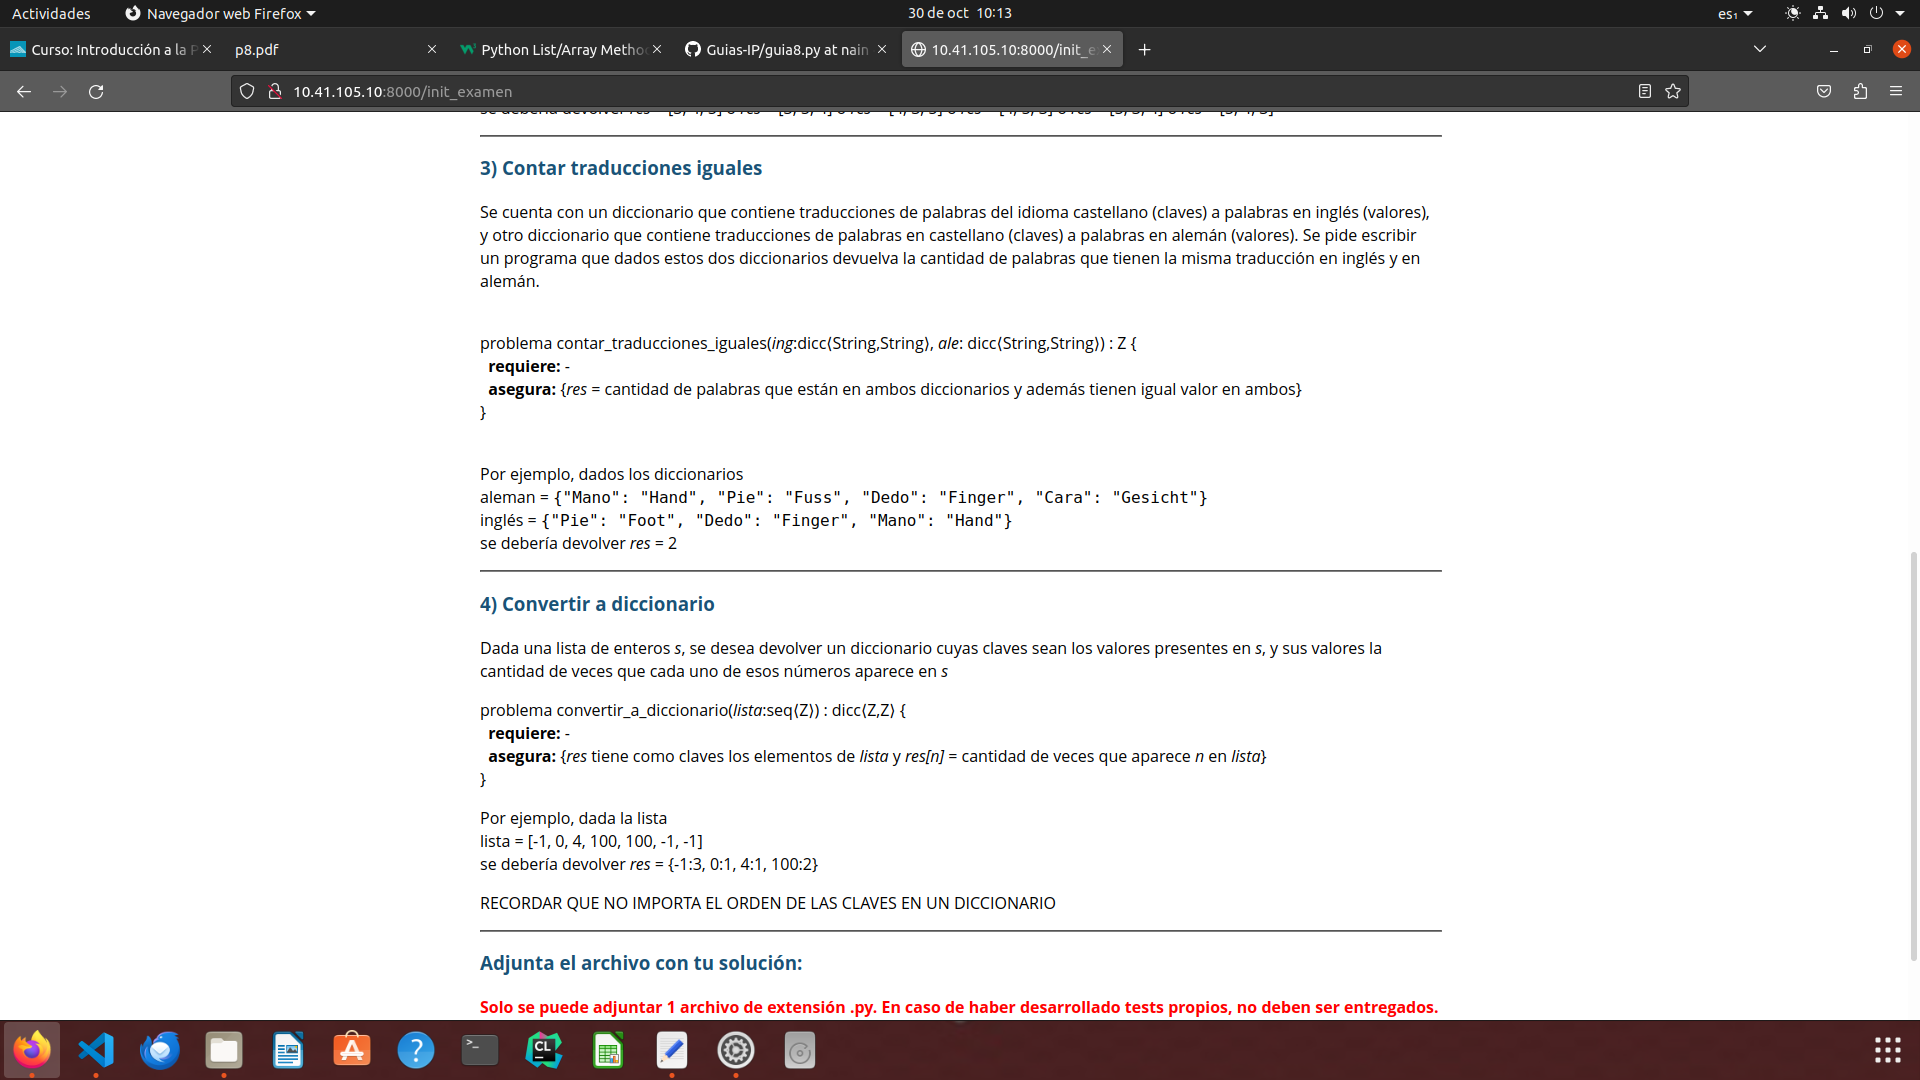 Actividades
Navegador web Firefox
30 de oct 10:13
es₁
Curso: Introducción a la P
p8.pdf
Python List/Array Metho
Guias-IP/guia8.py at nain
10.41.105.10:8000/init_e
10.41.105.10:8000/init_examen
3) Contar traducciones iguales
Se cuenta con un diccionario que contiene traducciones de palabras del idioma castellano (claves) a palabras en inglés (valores),
y otro diccionario que contiene traducciones de palabras en castellano (claves) a palabras en alemán (valores). Se pide escribir
un programa que dados estos dos diccionarios devuelva la cantidad de palabras que tienen la misma traducción en inglés y en
alemán.
problema contar_traducciones_iguales(ing:dicc⟨String,String⟩, ale: dicc⟨String,String⟩) : Z {
requiere: -
asegura: {res = cantidad de palabras que están en ambos diccionarios y además tienen igual valor en ambos}
}
Por ejemplo, dados los diccionarios
aleman = {"Mano": "Hand", "Pie": "Fuss", "Dedo": "Finger", "Cara": "Gesicht"}
inglés = {"Pie": "Foot", "Dedo": "Finger", "Mano": "Hand"}
se debería devolver res = 2
4) Convertir a diccionario
Dada una lista de enteros s, se desea devolver un diccionario cuyas claves sean los valores presentes en s, y sus valores la
cantidad de veces que cada uno de esos números aparece en s
problema convertir_a_diccionario(lista:seq⟨Z⟩) : dicc⟨Z,Z⟩ {
requiere: -
asegura: {res tiene como claves los elementos de lista y res[n] = cantidad de veces que aparece n en lista}
}
Por ejemplo, dada la lista
lista = [-1, 0, 4, 100, 100, -1, -1]
se debería devolver res = {-1:3, 0:1, 4:1, 100:2}
RECORDAR QUE NO IMPORTA EL ORDEN DE LAS CLAVES EN UN DICCIONARIO
Adjunta el archivo con tu solución:
Solo se puede adjuntar 1 archivo de extensión .py. En caso de haber desarrollado tests propios, no deben ser entregados.
CL